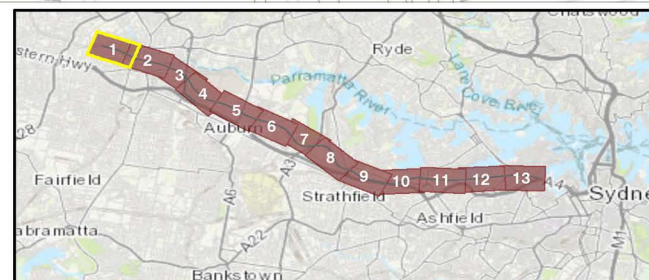 Chatswood
Ryde
stern Hwy
1
2
3
4
5
6
7
8
9
10
11
12
13
Parramatta River
Lane Cove River
Auburn
28
A3
Fairfield
Strathfield
A4
Sydne
A6
Ashfield
abramatta
A22
M1
Bankstown